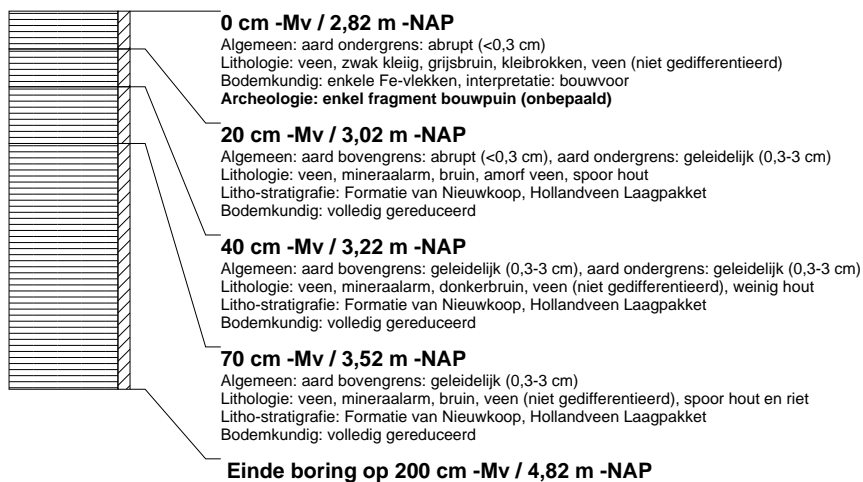 0 cm -Mv / 2,82 m -NAP
Algemeen: aard ondergrens: abrupt (<0,3 cm)
Lithologie: veen, zwak kleiig, grijsbruin, kleibrokken, veen (niet gedifferentieerd)
Bodemkundig: enkele Fe-vlekken, interpretatie: bouwvoor
Archeologie: enkel fragment bouwpuin (onbepaald)
20 cm -Mv / 3,02 m -NAP
Algemeen: aard bovengrens: abrupt (<0,3 cm), aard ondergrens: geleidelijk (0,3-3 cm)
Lithologie: veen, mineraalarm, bruin, amorf veen, spoor hout
Litho-stratigrafie: Formatie van Nieuwkoop, Hollandveen Laagpakket
Bodemkundig: volledig gereduceerd
40 cm -Mv / 3,22 m -NAP
Algemeen: aard bovengrens: geleidelijk (0,3-3 cm), aard ondergrens: geleidelijk (0,3-3 cm)
Lithologie: veen, mineraalarm, donkerbruin, veen (niet gedifferentieerd), weinig hout
Litho-stratigrafie: Formatie van Nieuwkoop, Hollandveen Laagpakket
Bodemkundig: volledig gereduceerd
70 cm -Mv / 3,52 m -NAP
Algemeen: aard bovengrens: geleidelijk (0,3-3 cm)
Lithologie: veen, mineraalarm, bruin, veen (niet gedifferentieerd), spoor hout en riet
Litho-stratigrafie: Formatie van Nieuwkoop, Hollandveen Laagpakket
Bodemkundig: volledig gereduceerd
Einde boring op 200 cm -Mv / 4,82 m -NAP